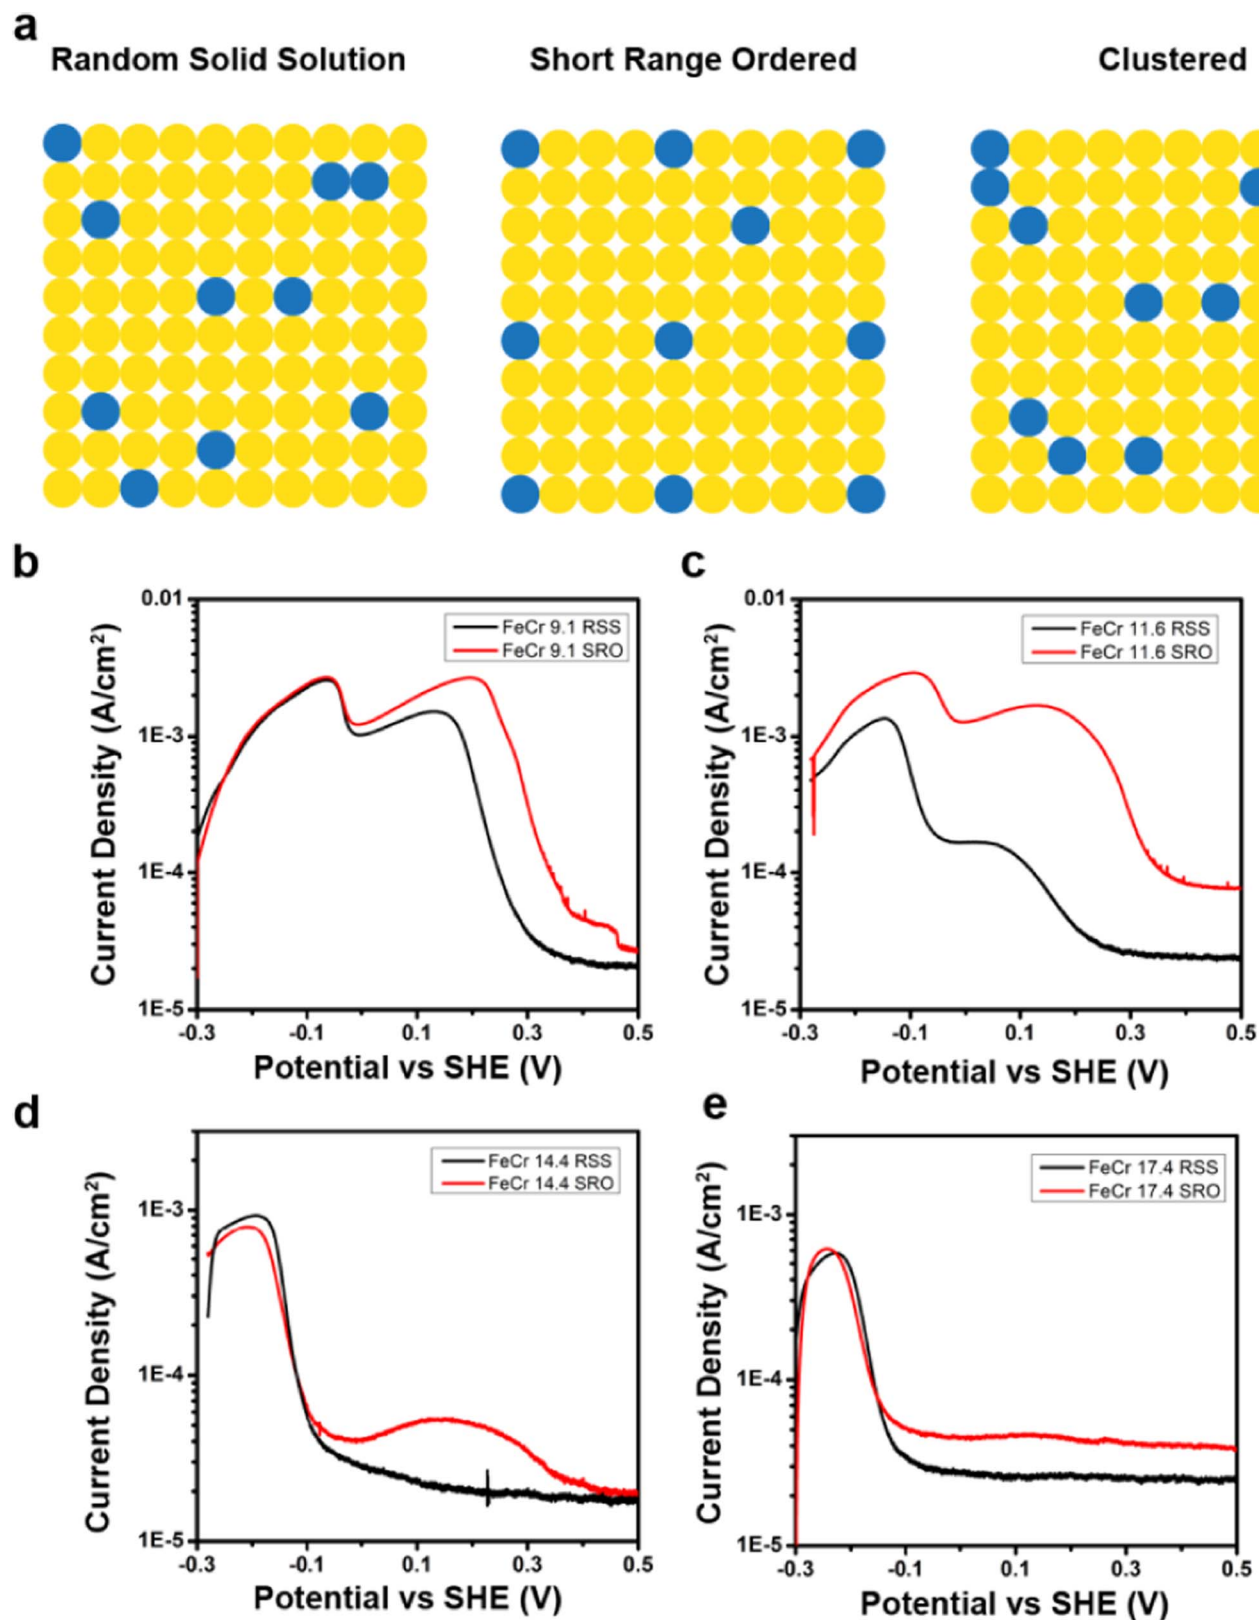 a
Random Solid Solution
Short Range Ordered
Clustered
b
0.01
1E-3
1E-4
1E-5
Current Density (A/cm²)
FeCr 9.1 RSS
FeCr 9.1 SRO
-0.3
-0.1
0.1
0.3
0.5
Potential vs SHE (V)
c
0.01
1E-3
1E-4
1E-5
Current Density (A/cm²)
FeCr 11.6 RSS
FeCr 11.6 SRO
-0.3
-0.1
0.1
0.3
0.5
Potential vs SHE (V)
d
1E-3
1E-4
1E-5
Current Density (A/cm²)
FeCr 14.4 RSS
FeCr 14.4 SRO
-0.3
-0.1
0.1
0.3
0.5
Potential vs SHE (V)
e
1E-3
1E-4
1E-5
Current Density (A/cm²)
FeCr 17.4 RSS
FeCr 17.4 SRO
-0.3
-0.1
0.1
0.3
0.5
Potential vs SHE (V)